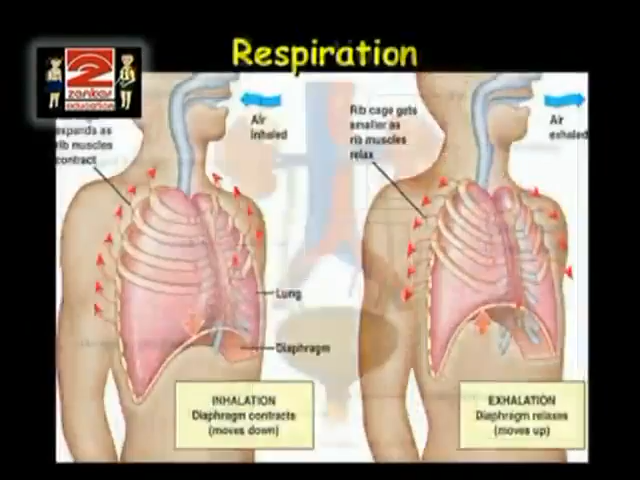 Respiration
2
zankar
education
expands as
rib muscles
contract
Air
inhaled
Rib cage gets
smaller as
rib muscles
relax
Air
exhaled
Lung
Diaphragm
INHALATION
Diaphragm contracts
(moves down)
EXHALATION
Diaphragm relaxes
(moves up)